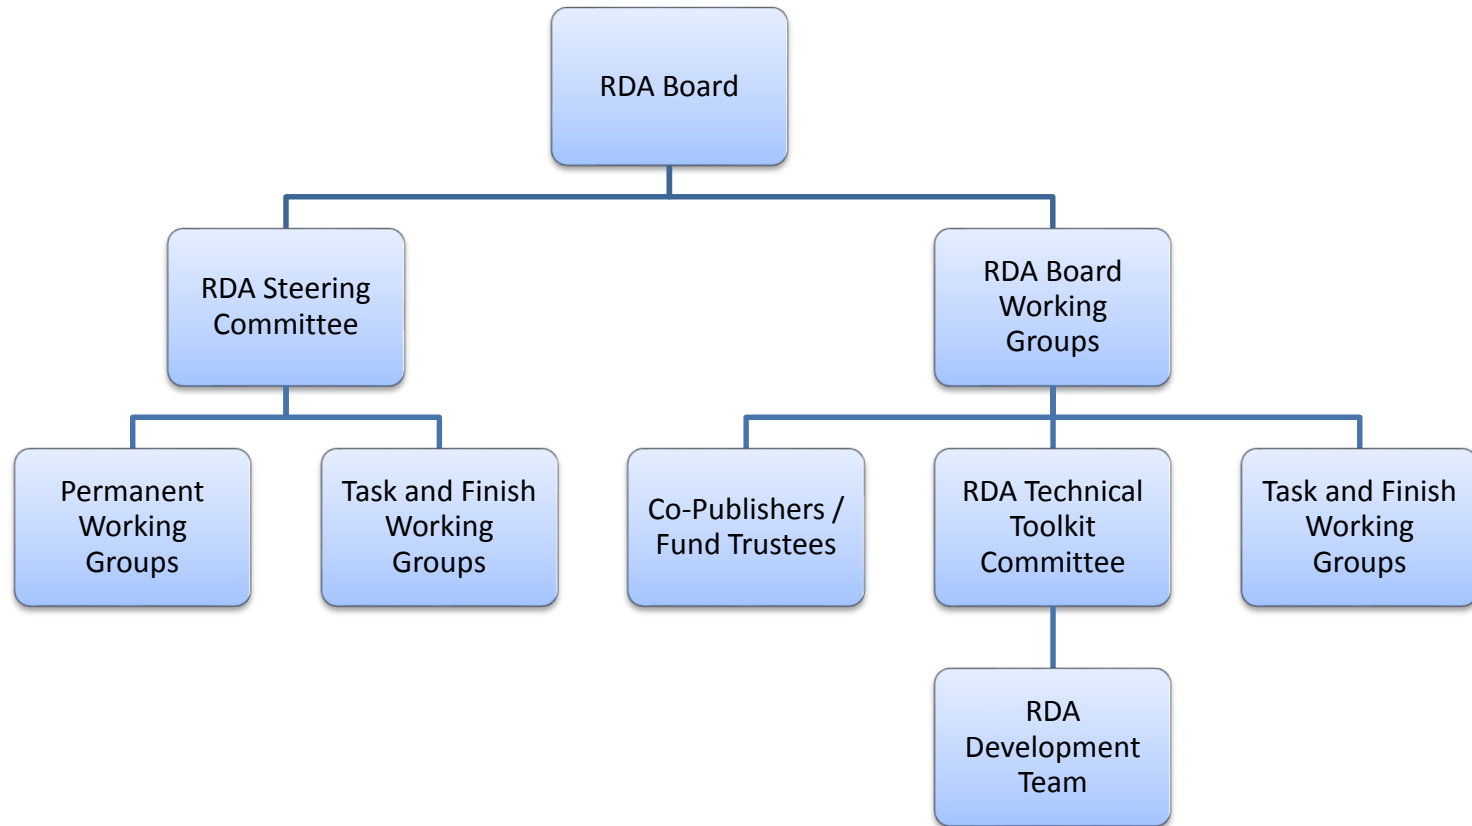 RDA Board
RDA Steering
Committee
RDA Board
Working
Groups
Permanent
Working
Groups
Task and Finish
Working
Groups
Co-Publishers /
Fund Trustees
RDA Technical
Toolkit
Committee
Task and Finish
Working
Groups
RDA
Development
Team